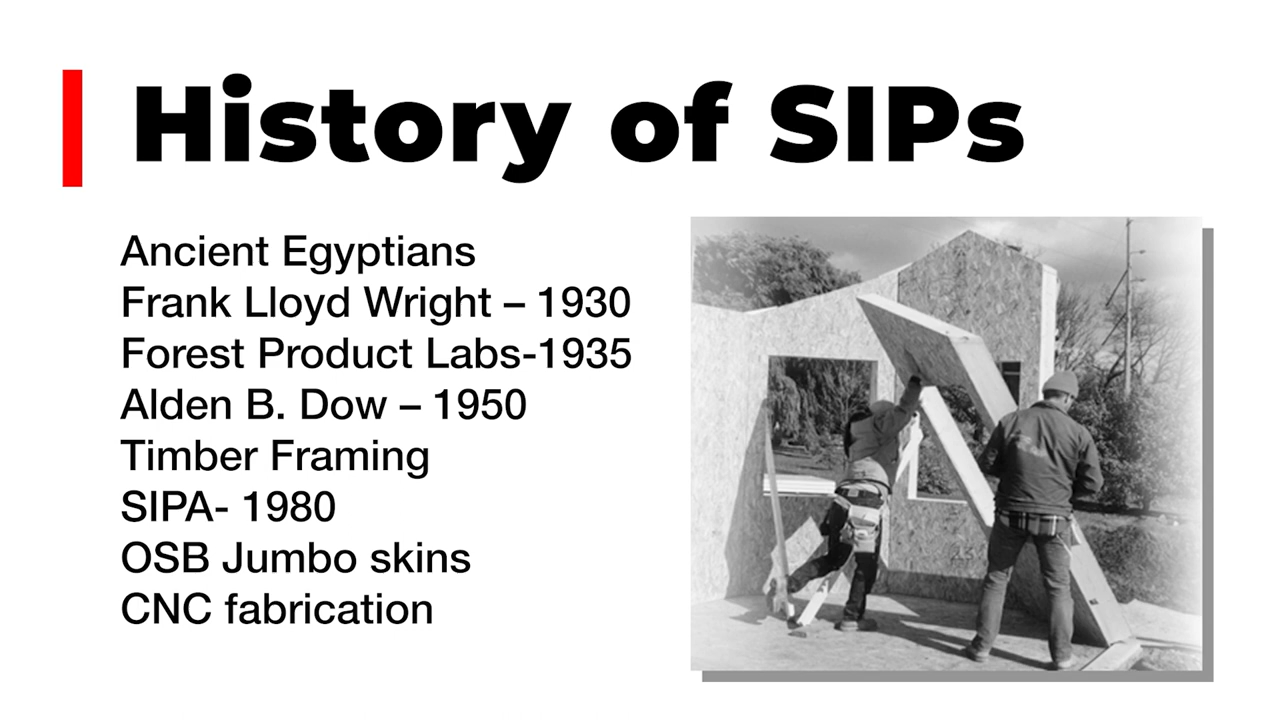 History of SIPs
Ancient Egyptians
Frank Lloyd Wright – 1930
Forest Product Labs-1935
Alden B. Dow – 1950
Timber Framing
SIPA- 1980
OSB Jumbo skins
CNC fabrication